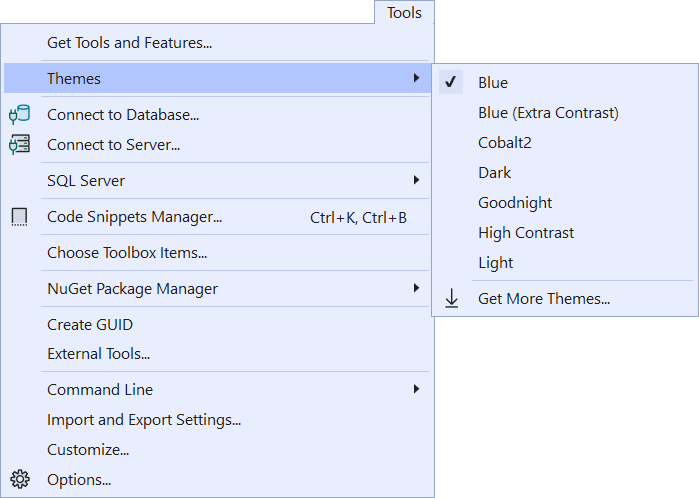 Tools
Get Tools and Features...
Themes
Connect to Database...
Connect to Server...
SQL Server
Code Snippets Manager... Ctrl+K, Ctrl+B
Choose Toolbox Items...
NuGet Package Manager
Create GUID
External Tools...
Command Line
Import and Export Settings...
Customize...
Options...
Blue
Blue (Extra Contrast)
Cobalt2
Dark
Goodnight
High Contrast
Light
Get More Themes...